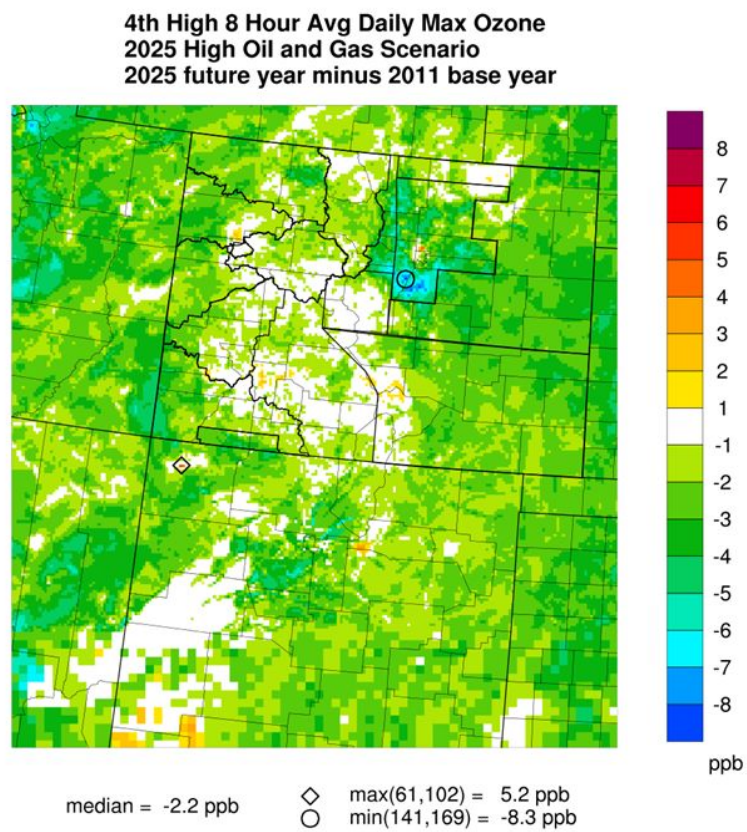 4th High 8 Hour Avg Daily Max Ozone
2025 High Oil and Gas Scenario
2025 future year minus 2011 base year
8
7
6
5
4
3
2
1
-1
-2
-3
-4
-5
-6
-7
-8
ppb
median = -2.2 ppb
max(61,102) = 5.2 ppb
min(141,169) = -8.3 ppb